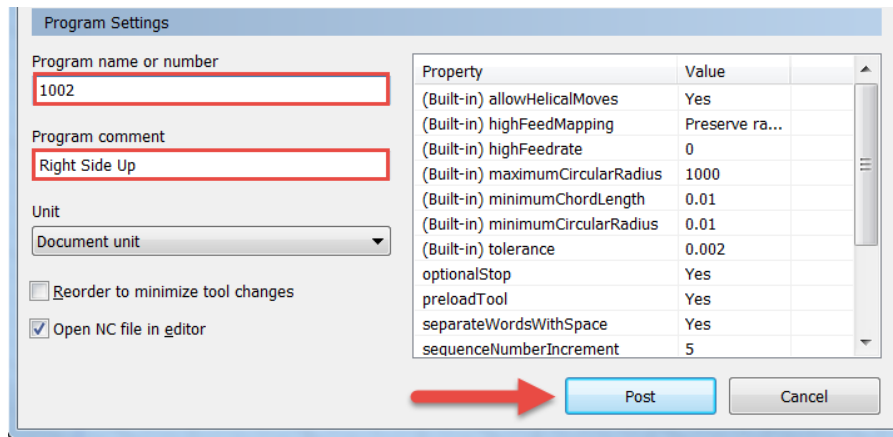 Program Settings
Program name or number
1002
Program comment
Right Side Up
Unit
Document unit
Reorder to minimize tool changes
Open NC file in editor
Property Value
(Built-in) allowHelicalMoves Yes
(Built-in) highFeedMapping Preserve ra...
(Built-in) highFeedrate 0
(Built-in) maximumCircularRadius 1000
(Built-in) minimumChordLength 0.01
(Built-in) minimumCircularRadius 0.01
(Built-in) tolerance 0.002
optionalStop Yes
preloadTool Yes
separateWordsWithSpace Yes
sequenceNumberIncrement 5
Post Cancel